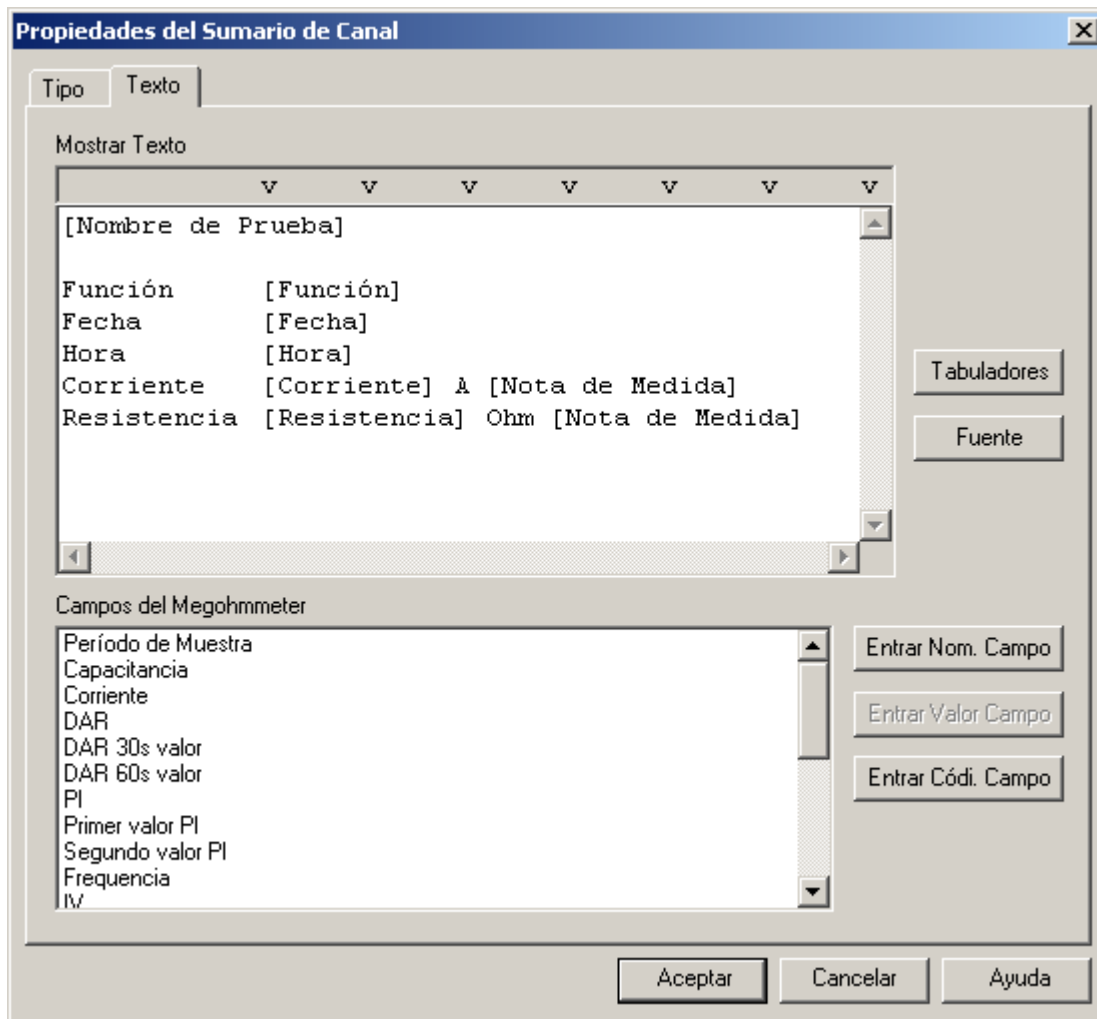 Propiedades del Sumario de Canal
Tipo Texto
Mostrar Texto
v v v v v v v
[Nombre de Prueba]
Función [Función]
Fecha [Fecha]
Hora [Hora]
Corriente [Corriente] A [Nota de Medida]
Resistencia [Resistencia] Ohm [Nota de Medida]
Tabuladores
Fuente
Campos del Megohmmeter
Período de Muestra
Capacitancia
Corriente
DAR
DAR 30s valor
DAR 60s valor
PI
Primer valor PI
Segundo valor PI
Frequencia
IV
Entrar Nom. Campo
Entrar Valor Campo
Entrar Códi. Campo
Aceptar Cancelar Ayuda